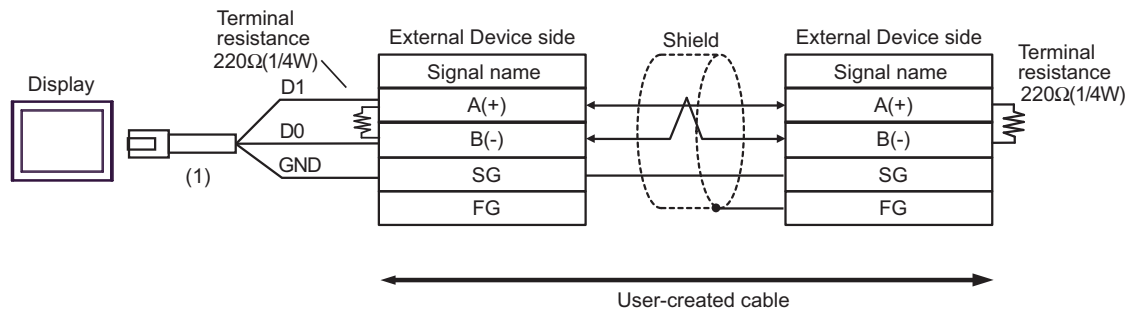 Terminal
resistance
220Ω(1/4W)
External Device side
Shield
External Device side
Terminal
resistance
220Ω(1/4W)
Display
D1
D0
GND
(1)
Signal name
A(+)
B(-)
SG
FG
Signal name
A(+)
B(-)
SG
FG
User-created cable